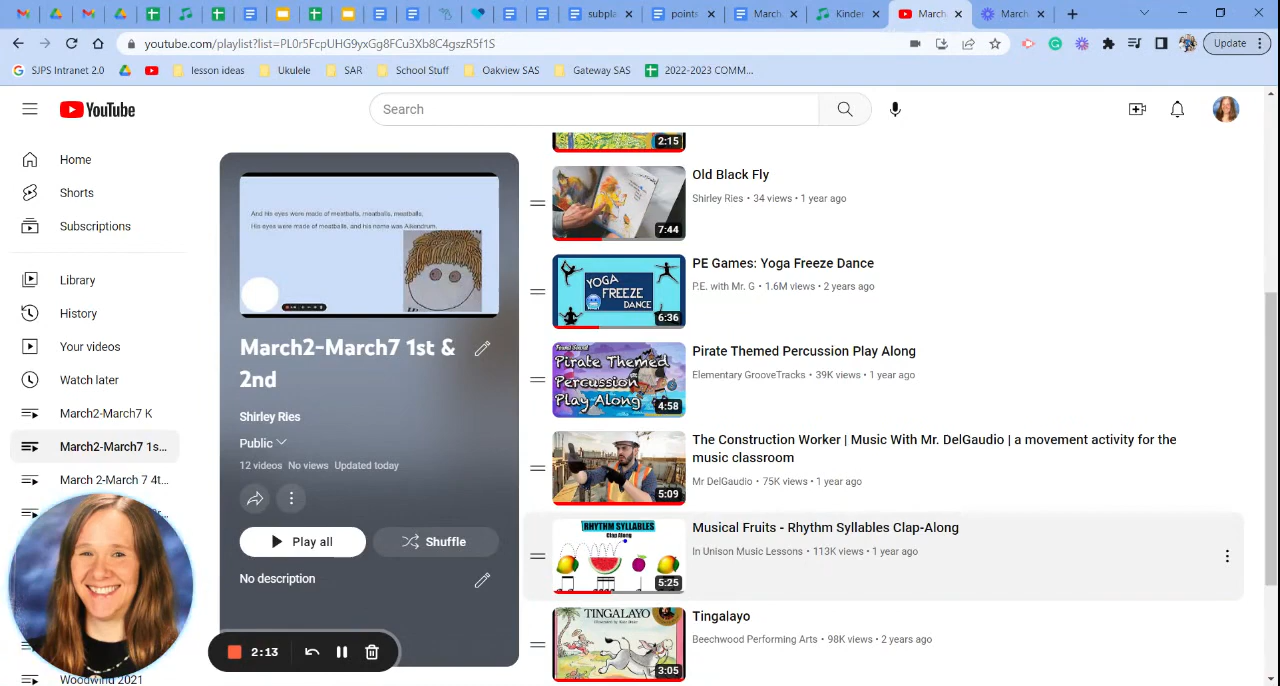 subpla
points
March
Kinder
March
March
youtube.com/playlist?list=PL0r5FcpUHG9yxGg8FCu3Xb8C4gszR5f1S
Update
SJPS Intranet 2.0
lesson ideas
Ukulele
SAR
School Stuff
Oakview SAS
Gateway SAS
2022-2023 COMM...
YouTube
Search
Home
Shorts
Subscriptions
Library
History
Your videos
Watch later
March2-March7 K
March2-March7 1s...
March 2-March 7 4t...
Woodwind 2021
And his eyes were made of meatballs, meatballs, meatballs,
His eyes were made of meatballs, and his name was Aikendrum.
March2-March7 1st &
2nd
Shirley Ries
Public
12 videos No views Updated today
Play all
Shuffle
No description
2:13
2:15
7:44
Old Black Fly
Shirley Ries • 34 views • 1 year ago
YOGA
FREEZE
DANCE
6:36
PE Games: Yoga Freeze Dance
P.E. with Mr. G • 1.6M views • 2 years ago
Pirate Themed
Percussion
Play Along
4:58
Pirate Themed Percussion Play Along
Elementary GrooveTracks • 39K views • 1 year ago
5:09
The Construction Worker | Music With Mr. DelGaudio | a movement activity for the
music classroom
Mr DelGaudio • 75K views • 1 year ago
RHYTHM SYLLABLES
Clap Along
5:25
Musical Fruits - Rhythm Syllables Clap-Along
In Unison Music Lessons • 113K views • 1 year ago
TINGALAYO
3:05
Tingalayo
Beechwood Performing Arts • 98K views • 2 years ago